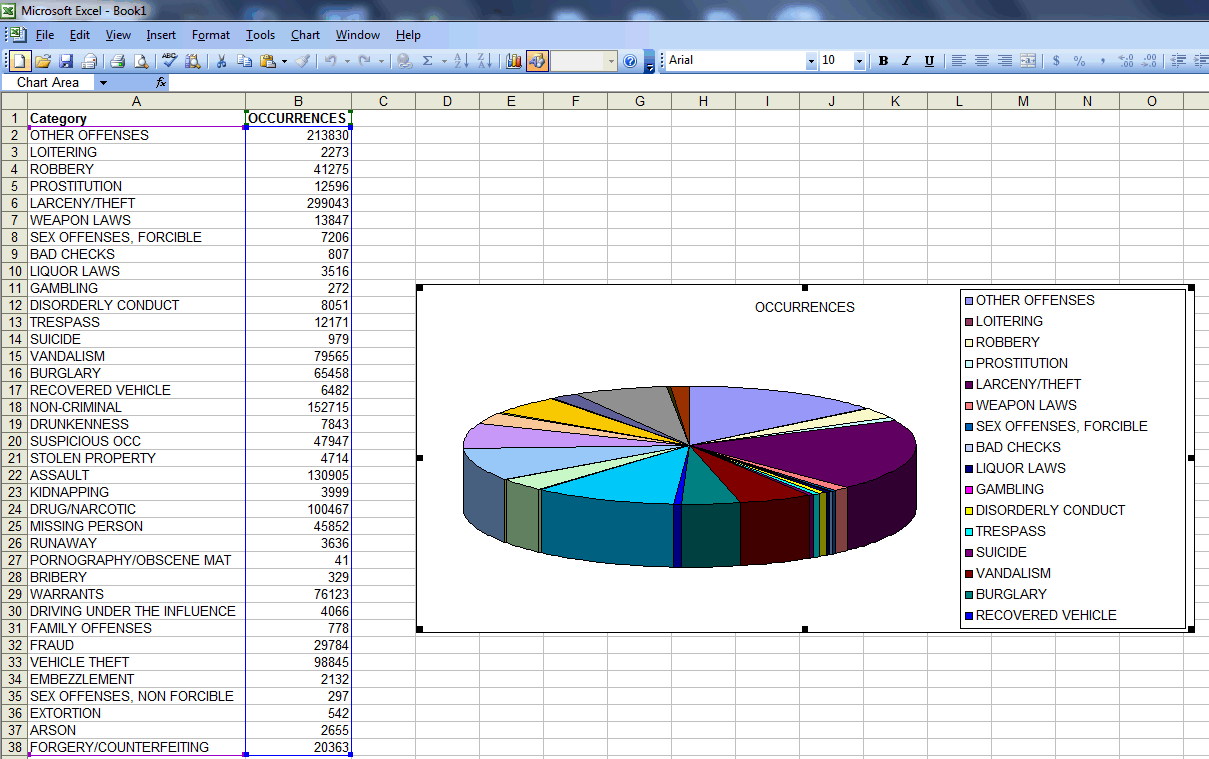 Microsoft Excel - Book1
File Edit View Insert Format Tools Chart Window Help
ABC Σ A Z Z A ? Arial 10 B I U $ % ,
Chart Area fx
A B C D E F G H I J K L M N O
1 Category OCCURRENCES
2 OTHER OFFENSES 213830
3 LOITERING 2273
4 ROBBERY 41275
5 PROSTITUTION 12596
6 LARCENY/THEFT 299043
7 WEAPON LAWS 13847
8 SEX OFFENSES, FORCIBLE 7206
9 BAD CHECKS 807
10 LIQUOR LAWS 3516
11 GAMBLING 272
12 DISORDERLY CONDUCT 8051
13 TRESPASS 12171
14 SUICIDE 979
15 VANDALISM 79565
16 BURGLARY 65458
17 RECOVERED VEHICLE 6482
18 NON-CRIMINAL 152715
19 DRUNKENNESS 7843
20 SUSPICIOUS OCC 47947
21 STOLEN PROPERTY 4714
22 ASSAULT 130905
23 KIDNAPPING 3999
24 DRUG/NARCOTIC 100467
25 MISSING PERSON 45852
26 RUNAWAY 3636
27 PORNOGRAPHY/OBSCENE MAT 41
28 BRIBERY 329
29 WARRANTS 76123
30 DRIVING UNDER THE INFLUENCE 4066
31 FAMILY OFFENSES 778
32 FRAUD 29784
33 VEHICLE THEFT 98845
34 EMBEZZLEMENT 2132
35 SEX OFFENSES, NON FORCIBLE 297
36 EXTORTION 542
37 ARSON 2655
38 FORGERY/COUNTERFEITING 20363
OCCURRENCES
OTHER OFFENSES
LOITERING
ROBBERY
PROSTITUTION
LARCENY/THEFT
WEAPON LAWS
SEX OFFENSES, FORCIBLE
BAD CHECKS
LIQUOR LAWS
GAMBLING
DISORDERLY CONDUCT
TRESPASS
SUICIDE
VANDALISM
BURGLARY
RECOVERED VEHICLE